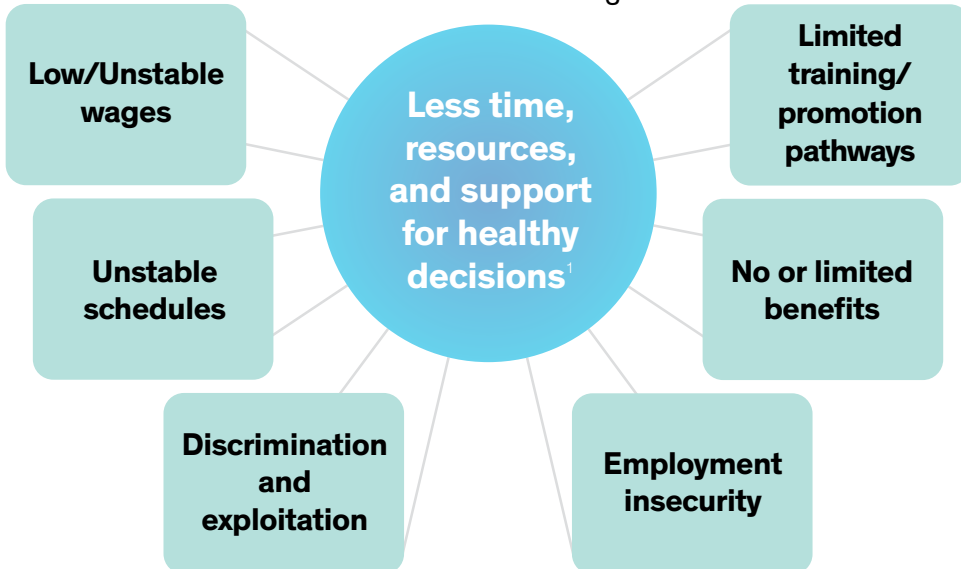 Low/Unstable
wages
Less time,
resources,
and support
for healthy
decisions¹
Limited
training/
promotion
pathways
Unstable
schedules
No or limited
benefits
Discrimination
and
exploitation
Employment
insecurity